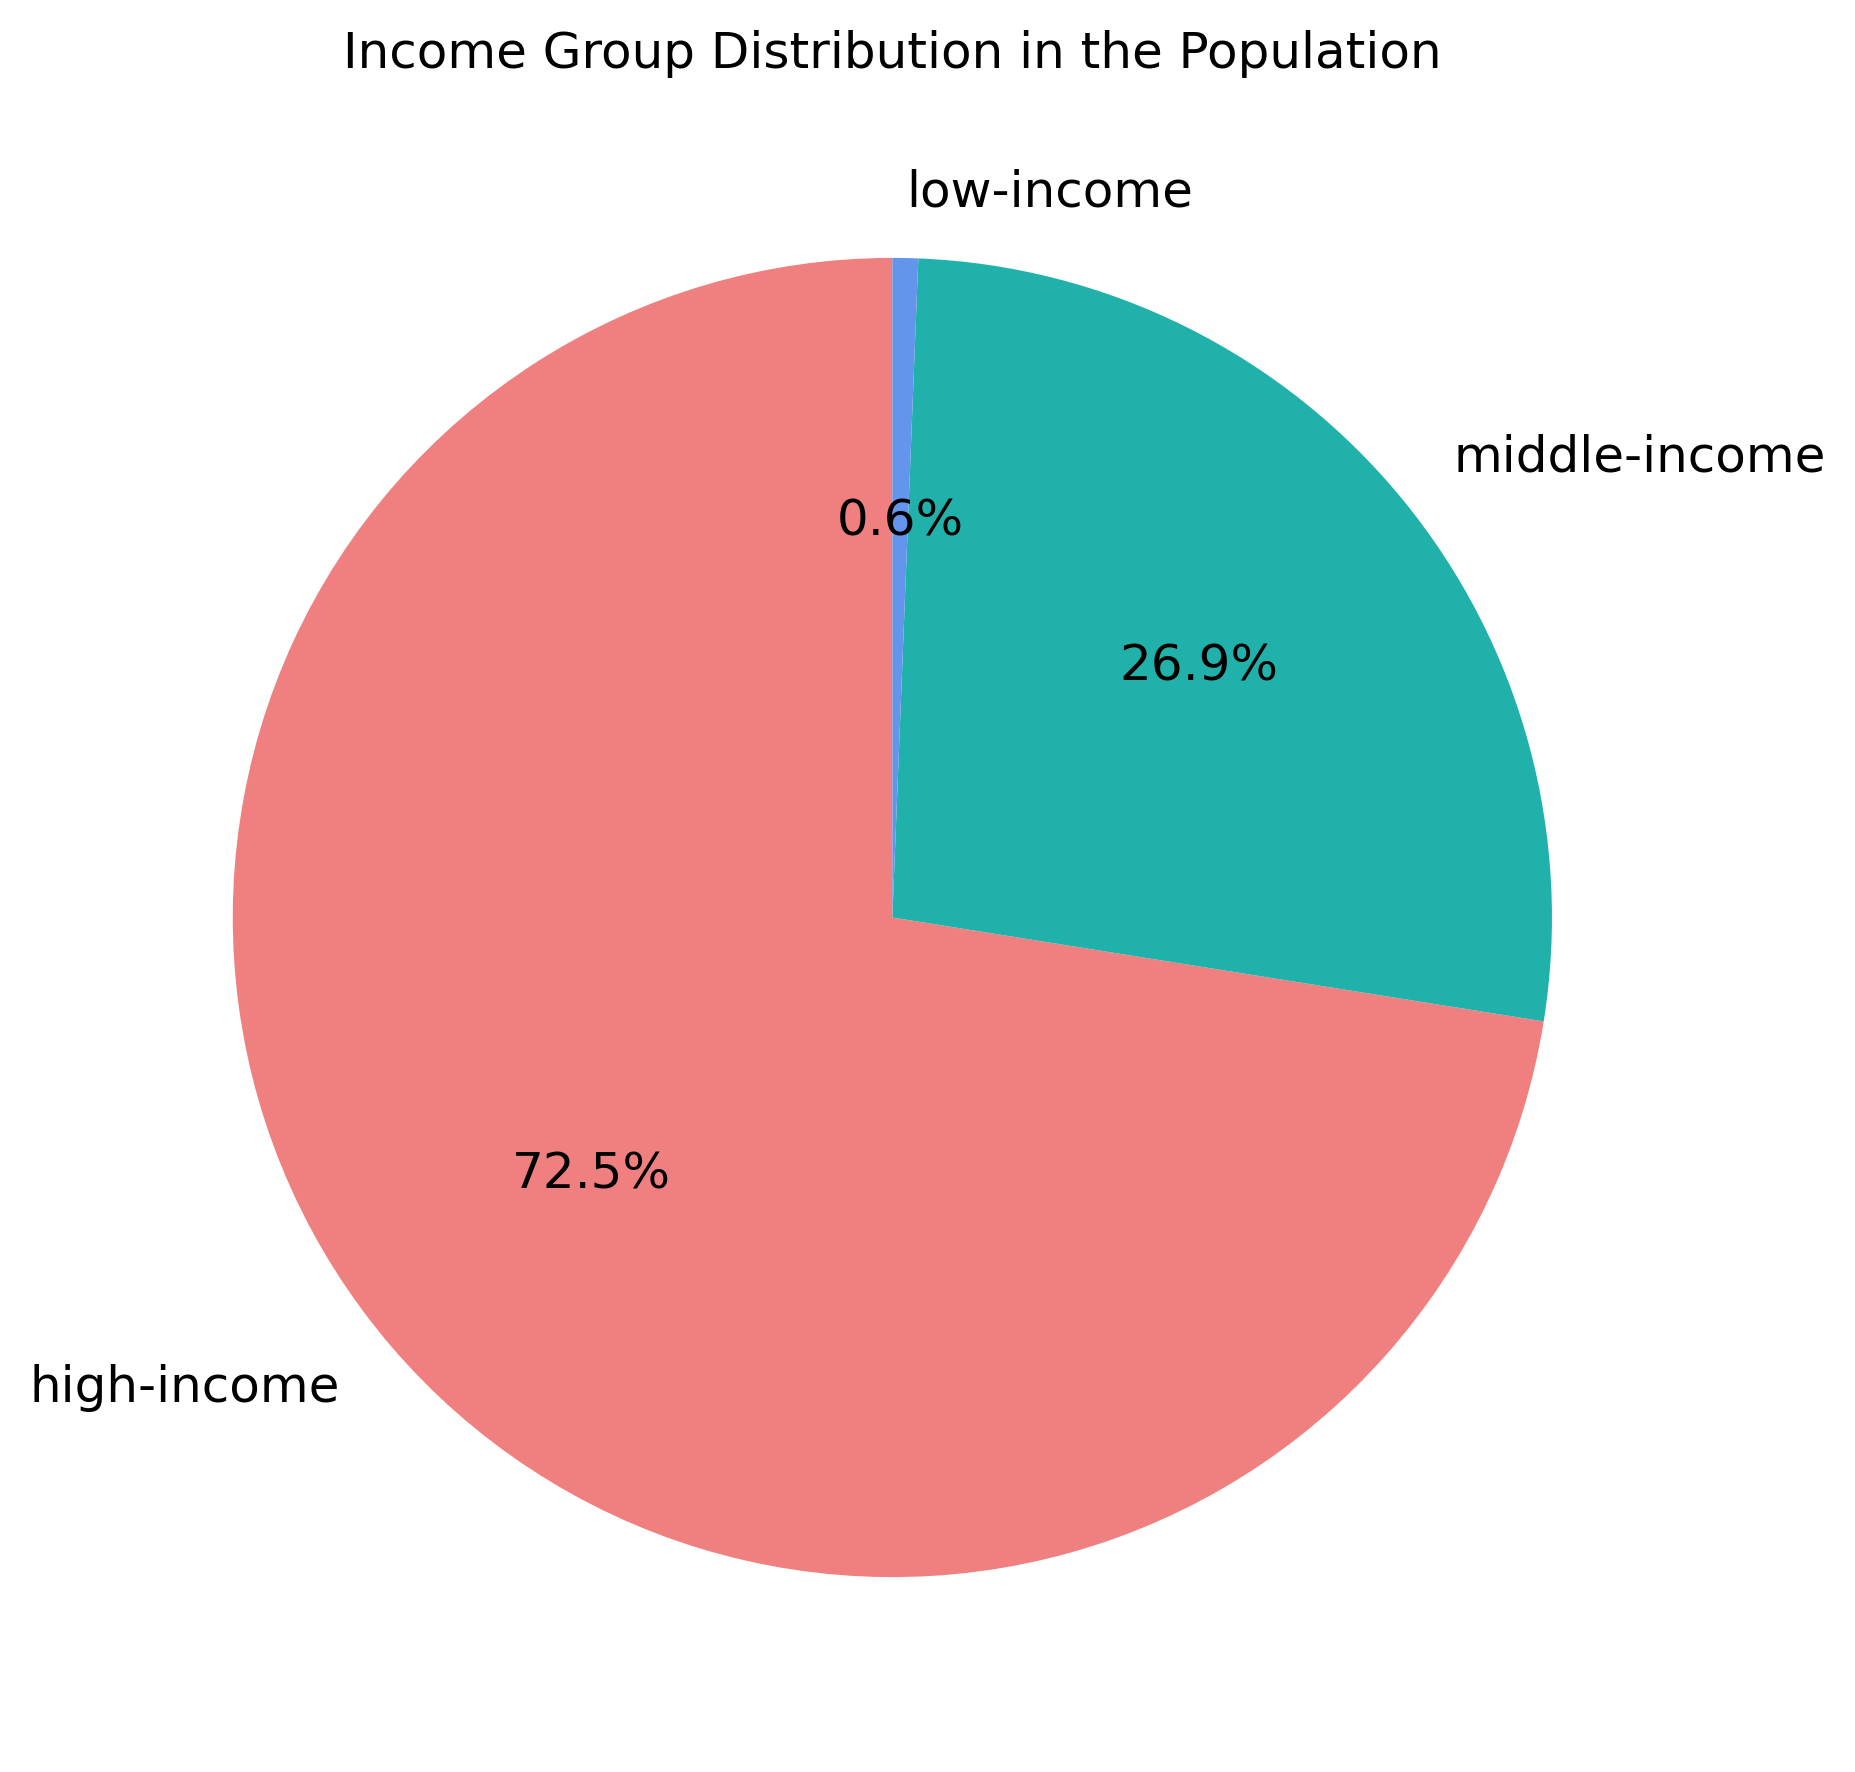 Income Group Distribution in the Population
low-income
middle-income
0.6%
26.9%
72.5%
high-income